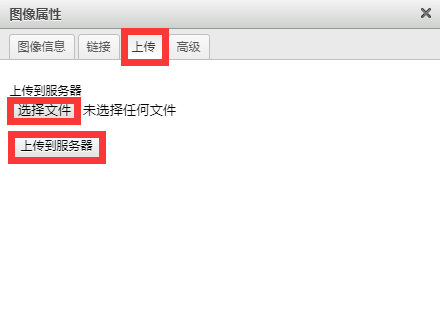 图像属性
图像信息 链接 上传 高级
上传到服务器
选择文件 未选择任何文件
上传到服务器